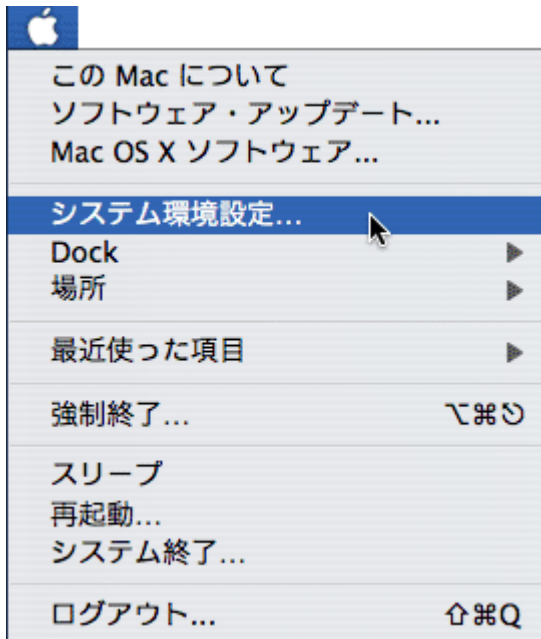 この Mac について
ソフトウェア・アップデート...
Mac OS X ソフトウェア...
システム環境設定...
Dock
場所
最近使った項目
強制終了... ⌥⌘⎋
スリープ
再起動...
システム終了...
ログアウト... ⇧⌘Q